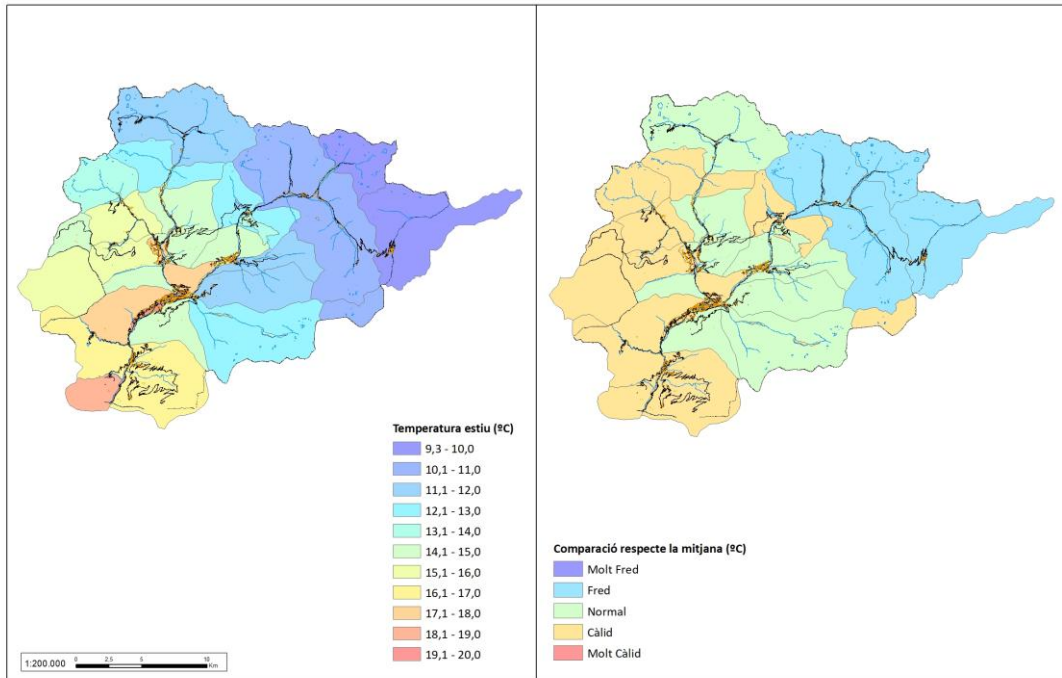 Temperatura estiu (ºC)
9,3 - 10,0
10,1 - 11,0
11,1 - 12,0
12,1 - 13,0
13,1 - 14,0
14,1 - 15,0
15,1 - 16,0
16,1 - 17,0
17,1 - 18,0
18,1 - 19,0
19,1 - 20,0
1:200.000
0 2,5 5 10
Km
Comparació respecte la mitjana (ºC)
Molt Fred
Fred
Normal
Càlid
Molt Càlid